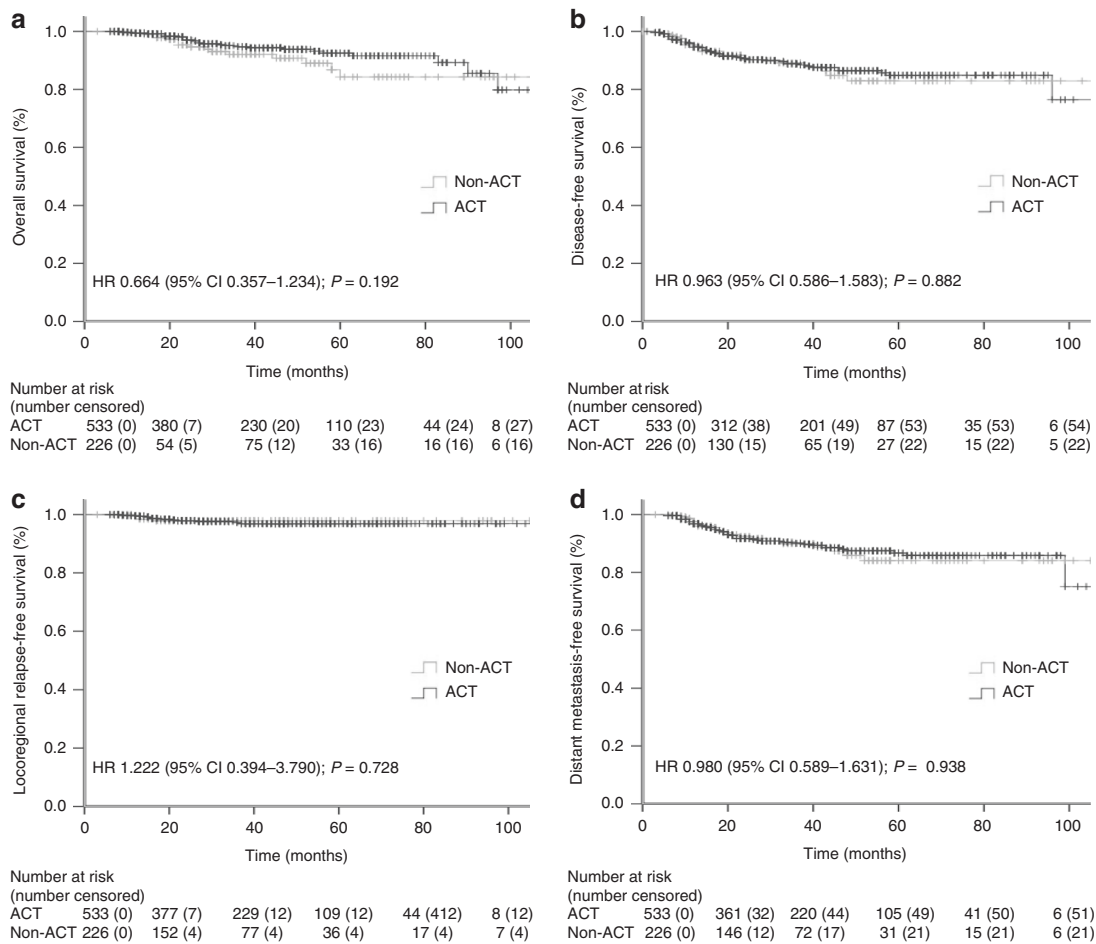 a
1.0
0.8
0.6
0.4
0.2
0.0
Overall survival (%)
Non-ACT
ACT
HR 0.664 (95% CI 0.357–1.234); P = 0.192
0 20 40 60 80 100
Time (months)
Number at risk
(number censored)
ACT 533 (0) 380 (7) 230 (20) 110 (23) 44 (24) 8 (27)
Non-ACT 226 (0) 54 (5) 75 (12) 33 (16) 16 (16) 6 (16)
b
1.0
0.8
0.6
0.4
0.2
0.0
Disease-free survival (%)
Non-ACT
ACT
HR 0.963 (95% CI 0.586–1.583); P = 0.882
0 20 40 60 80 100
Time (months)
Number at risk
(number censored)
ACT 533 (0) 312 (38) 201 (49) 87 (53) 35 (53) 6 (54)
Non-ACT 226 (0) 130 (15) 65 (19) 27 (22) 15 (22) 5 (22)
c
1.0
0.8
0.6
0.4
0.2
0.0
Locoregional relapse-free survival (%)
Non-ACT
ACT
HR 1.222 (95% CI 0.394–3.790); P = 0.728
0 20 40 60 80 100
Time (months)
Number at risk
(number censored)
ACT 533 (0) 377 (7) 229 (12) 109 (12) 44 (412) 8 (12)
Non-ACT 226 (0) 152 (4) 77 (4) 36 (4) 17 (4) 7 (4)
d
1.0
0.8
0.6
0.4
0.2
0.0
Distant metastasis-free survival (%)
Non-ACT
ACT
HR 0.980 (95% CI 0.589–1.631); P = 0.938
0 20 40 60 80 100
Time (months)
Number at risk
(number censored)
ACT 533 (0) 361 (32) 220 (44) 105 (49) 41 (50) 6 (51)
Non-ACT 226 (0) 146 (12) 72 (17) 31 (21) 15 (21) 6 (21)